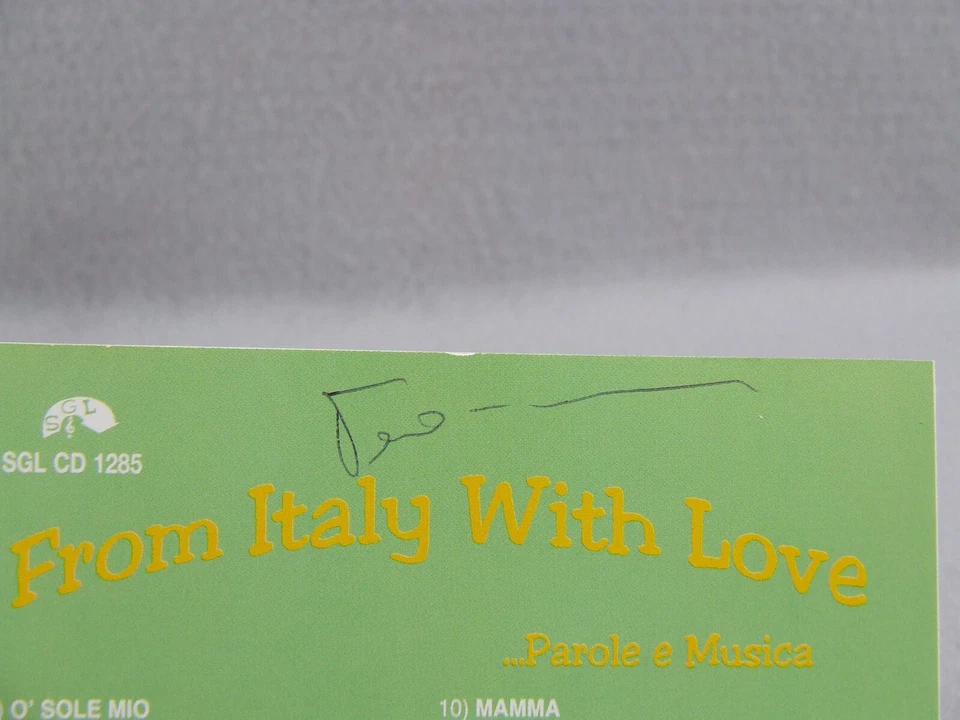 SGL
SGL CD 1285
From Italy With Love
...Parole e Musica
) O' SOLE MIO
10) MAMMA